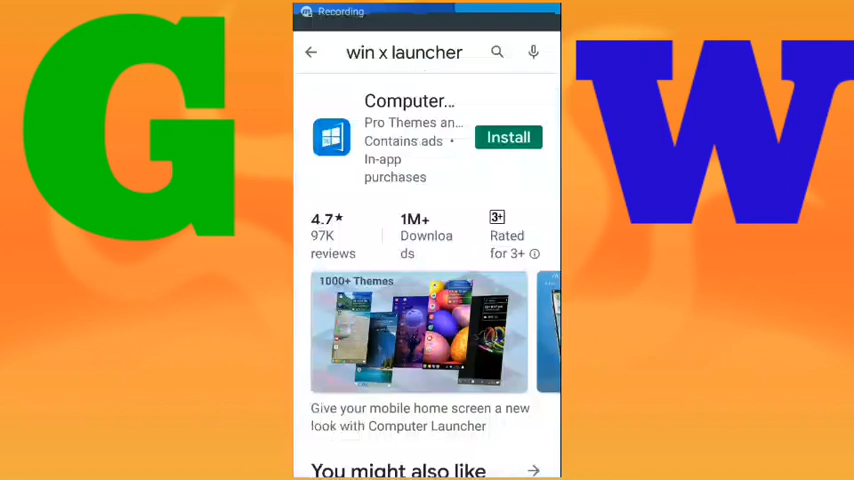 Recording
G
W
win x launcher
Computer...
Pro Themes an...
Contains ads •
In-app
purchases
Install
4.7★
97K
reviews
1M+
Downloa
ds
3+
Rated
for 3+
1000+ Themes
Give your mobile home screen a new
look with Computer Launcher
You might also like